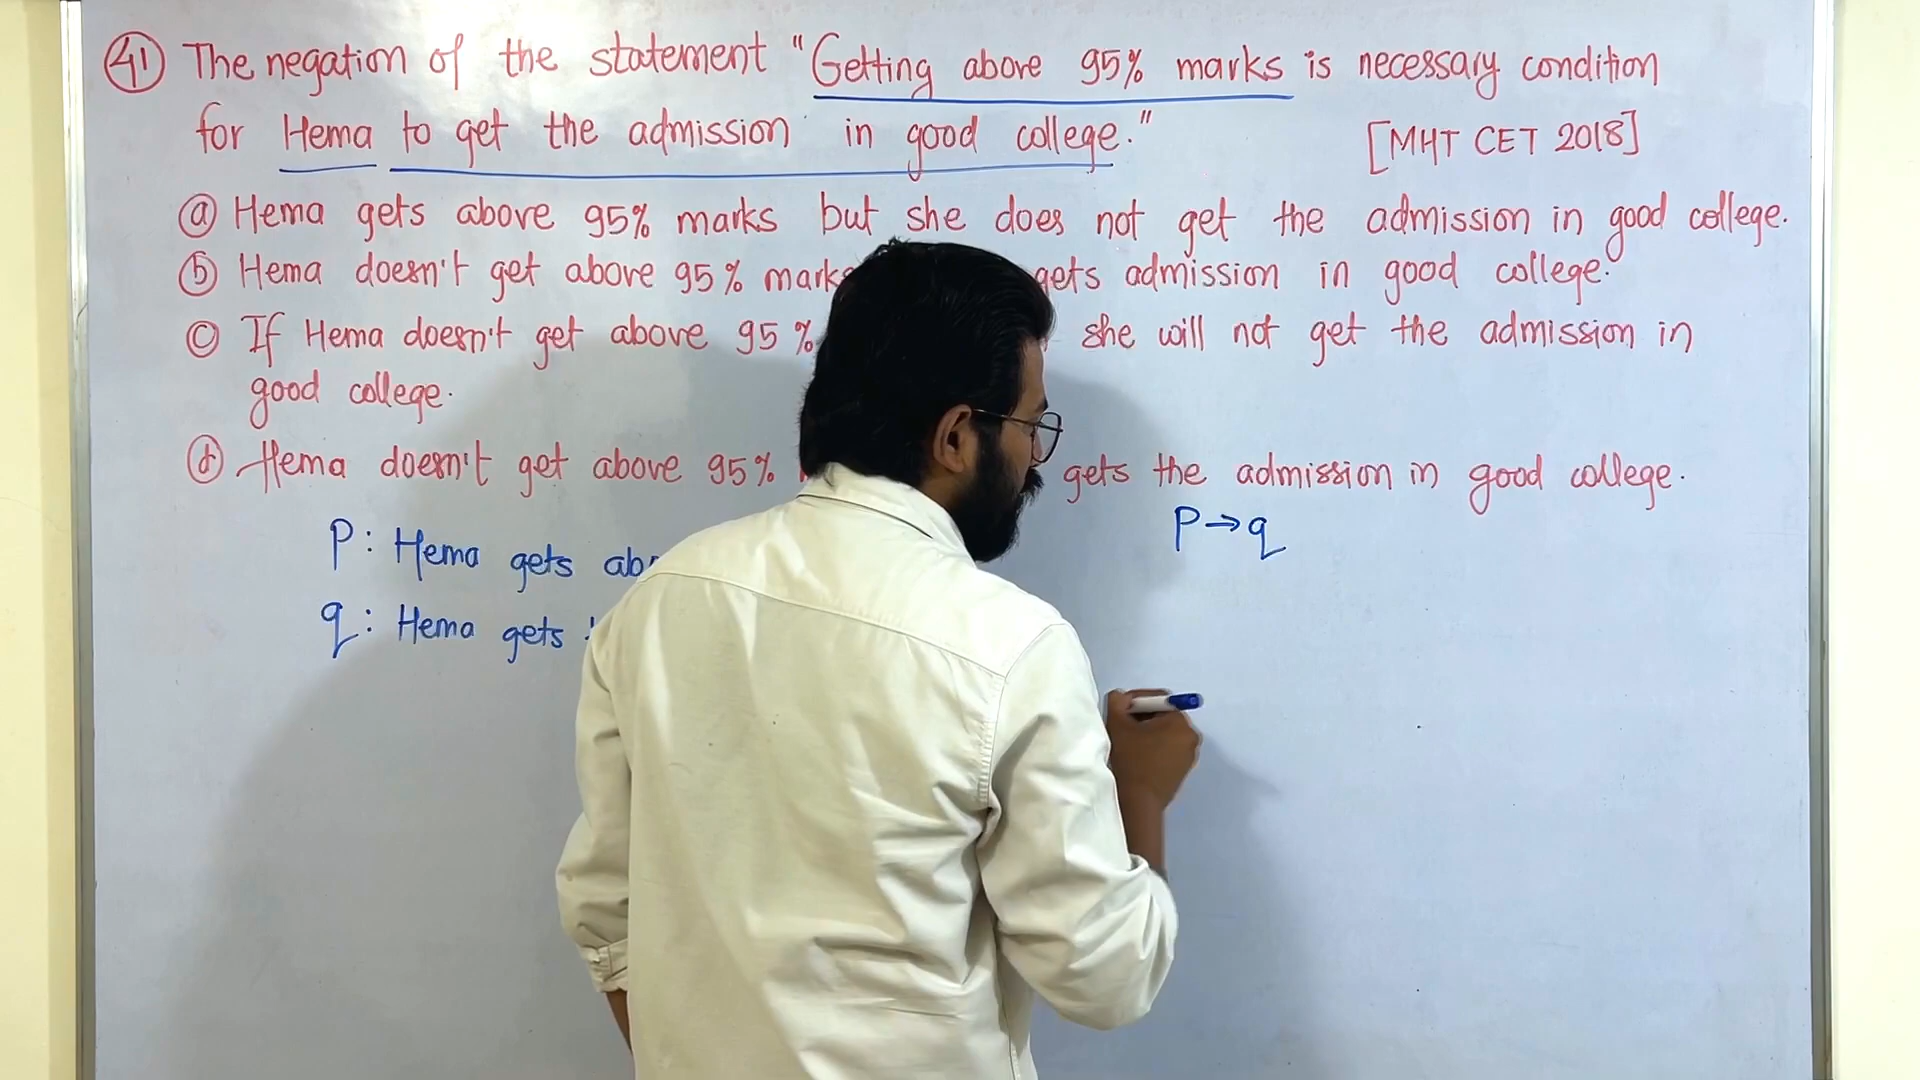 41 The negation of the statement "Getting above 95% marks is necessary condition
for Hema to get the admission in good college." [MHT CET 2018]
a Hema gets above 95% marks but she does not get the admission in good college.
b Hema doesn't get above 95% gets admission in good college.
c If Hema doesn't get above 95% she will not get the admission in
good college.
d Hema doesn't get above 95% gets the admission in good college.
P → q
P: Hema gets
q: Hema gets